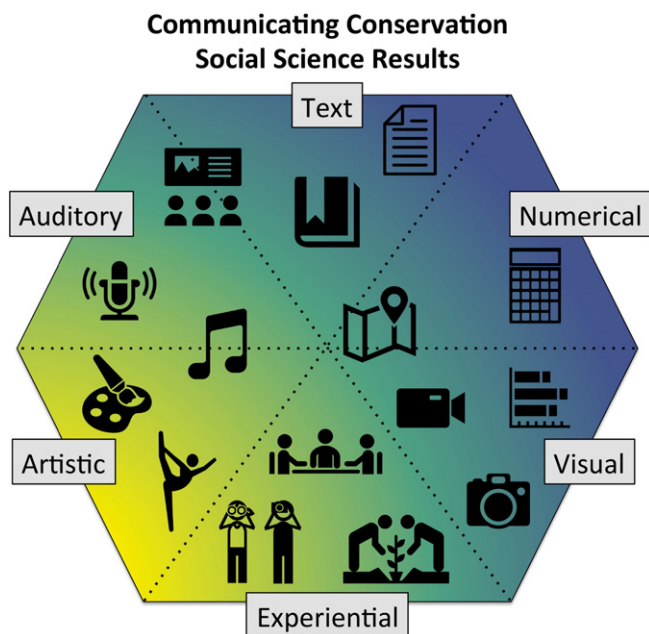 Communicating Conservation
Social Science Results
Text
Auditory
Numerical
Artistic
Visual
Experiential